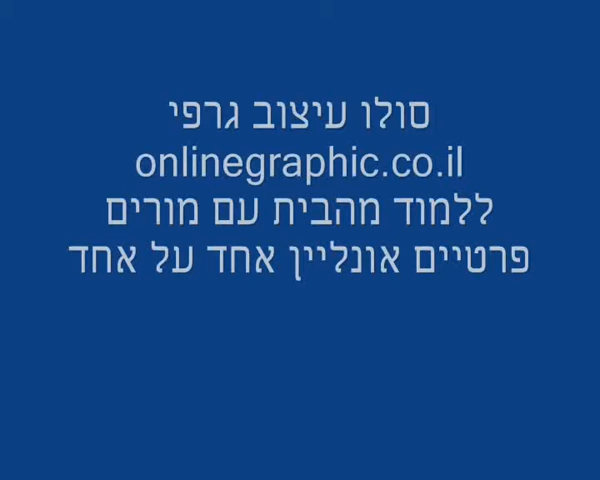 סולו עיצוב גרפי
onlinegraphic.co.il
ללמוד מהבית עם מורים
פרטיים אונליין אחד על אחד